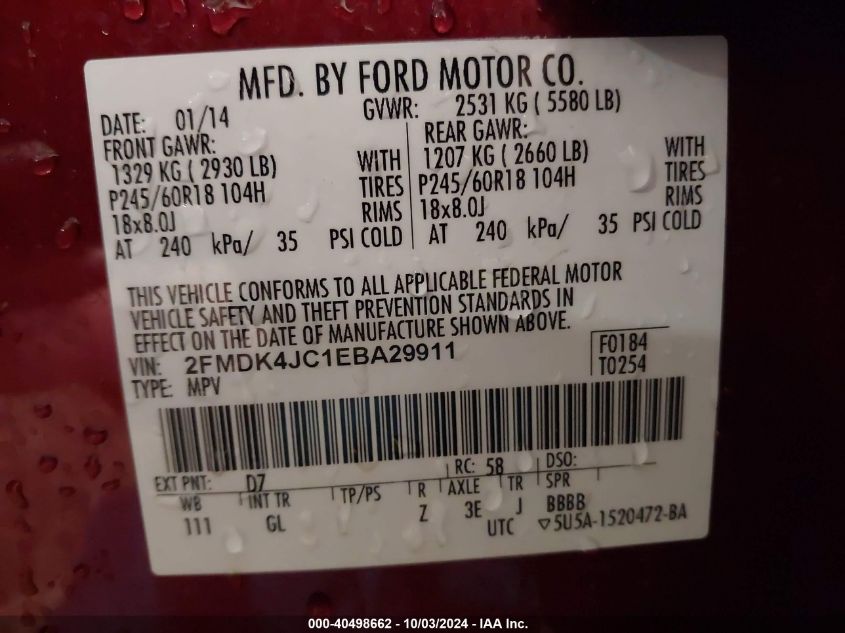 MFD. BY FORD MOTOR CO.
DATE: 01/14 GVWR: 2531 KG ( 5580 LB)
FRONT GAWR: REAR GAWR:
1329 KG ( 2930 LB) WITH 1207 KG ( 2660 LB) WITH
P245/60R18 104H TIRES P245/60R18 104H TIRES
18x8.0J RIMS 18x8.0J RIMS
AT 240 kPa/ 35 PSI COLD AT 240 kPa/ 35 PSI COLD
THIS VEHICLE CONFORMS TO ALL APPLICABLE FEDERAL MOTOR
VEHICLE SAFETY AND THEFT PREVENTION STANDARDS IN
EFFECT ON THE DATE OF MANUFACTURE SHOWN ABOVE.
VIN: 2FMDK4JC1EBA29911 F0184
TYPE: MPV T0254
EXT PNT: DZ RC: 58 DSO:
WB INT TR TP/PS R AXLE TR SPR
111 GL Z 3E J BBBB
UTC ▽5U5A-1520472-BA
000-40498662 - 10/03/2024 - IAA Inc.